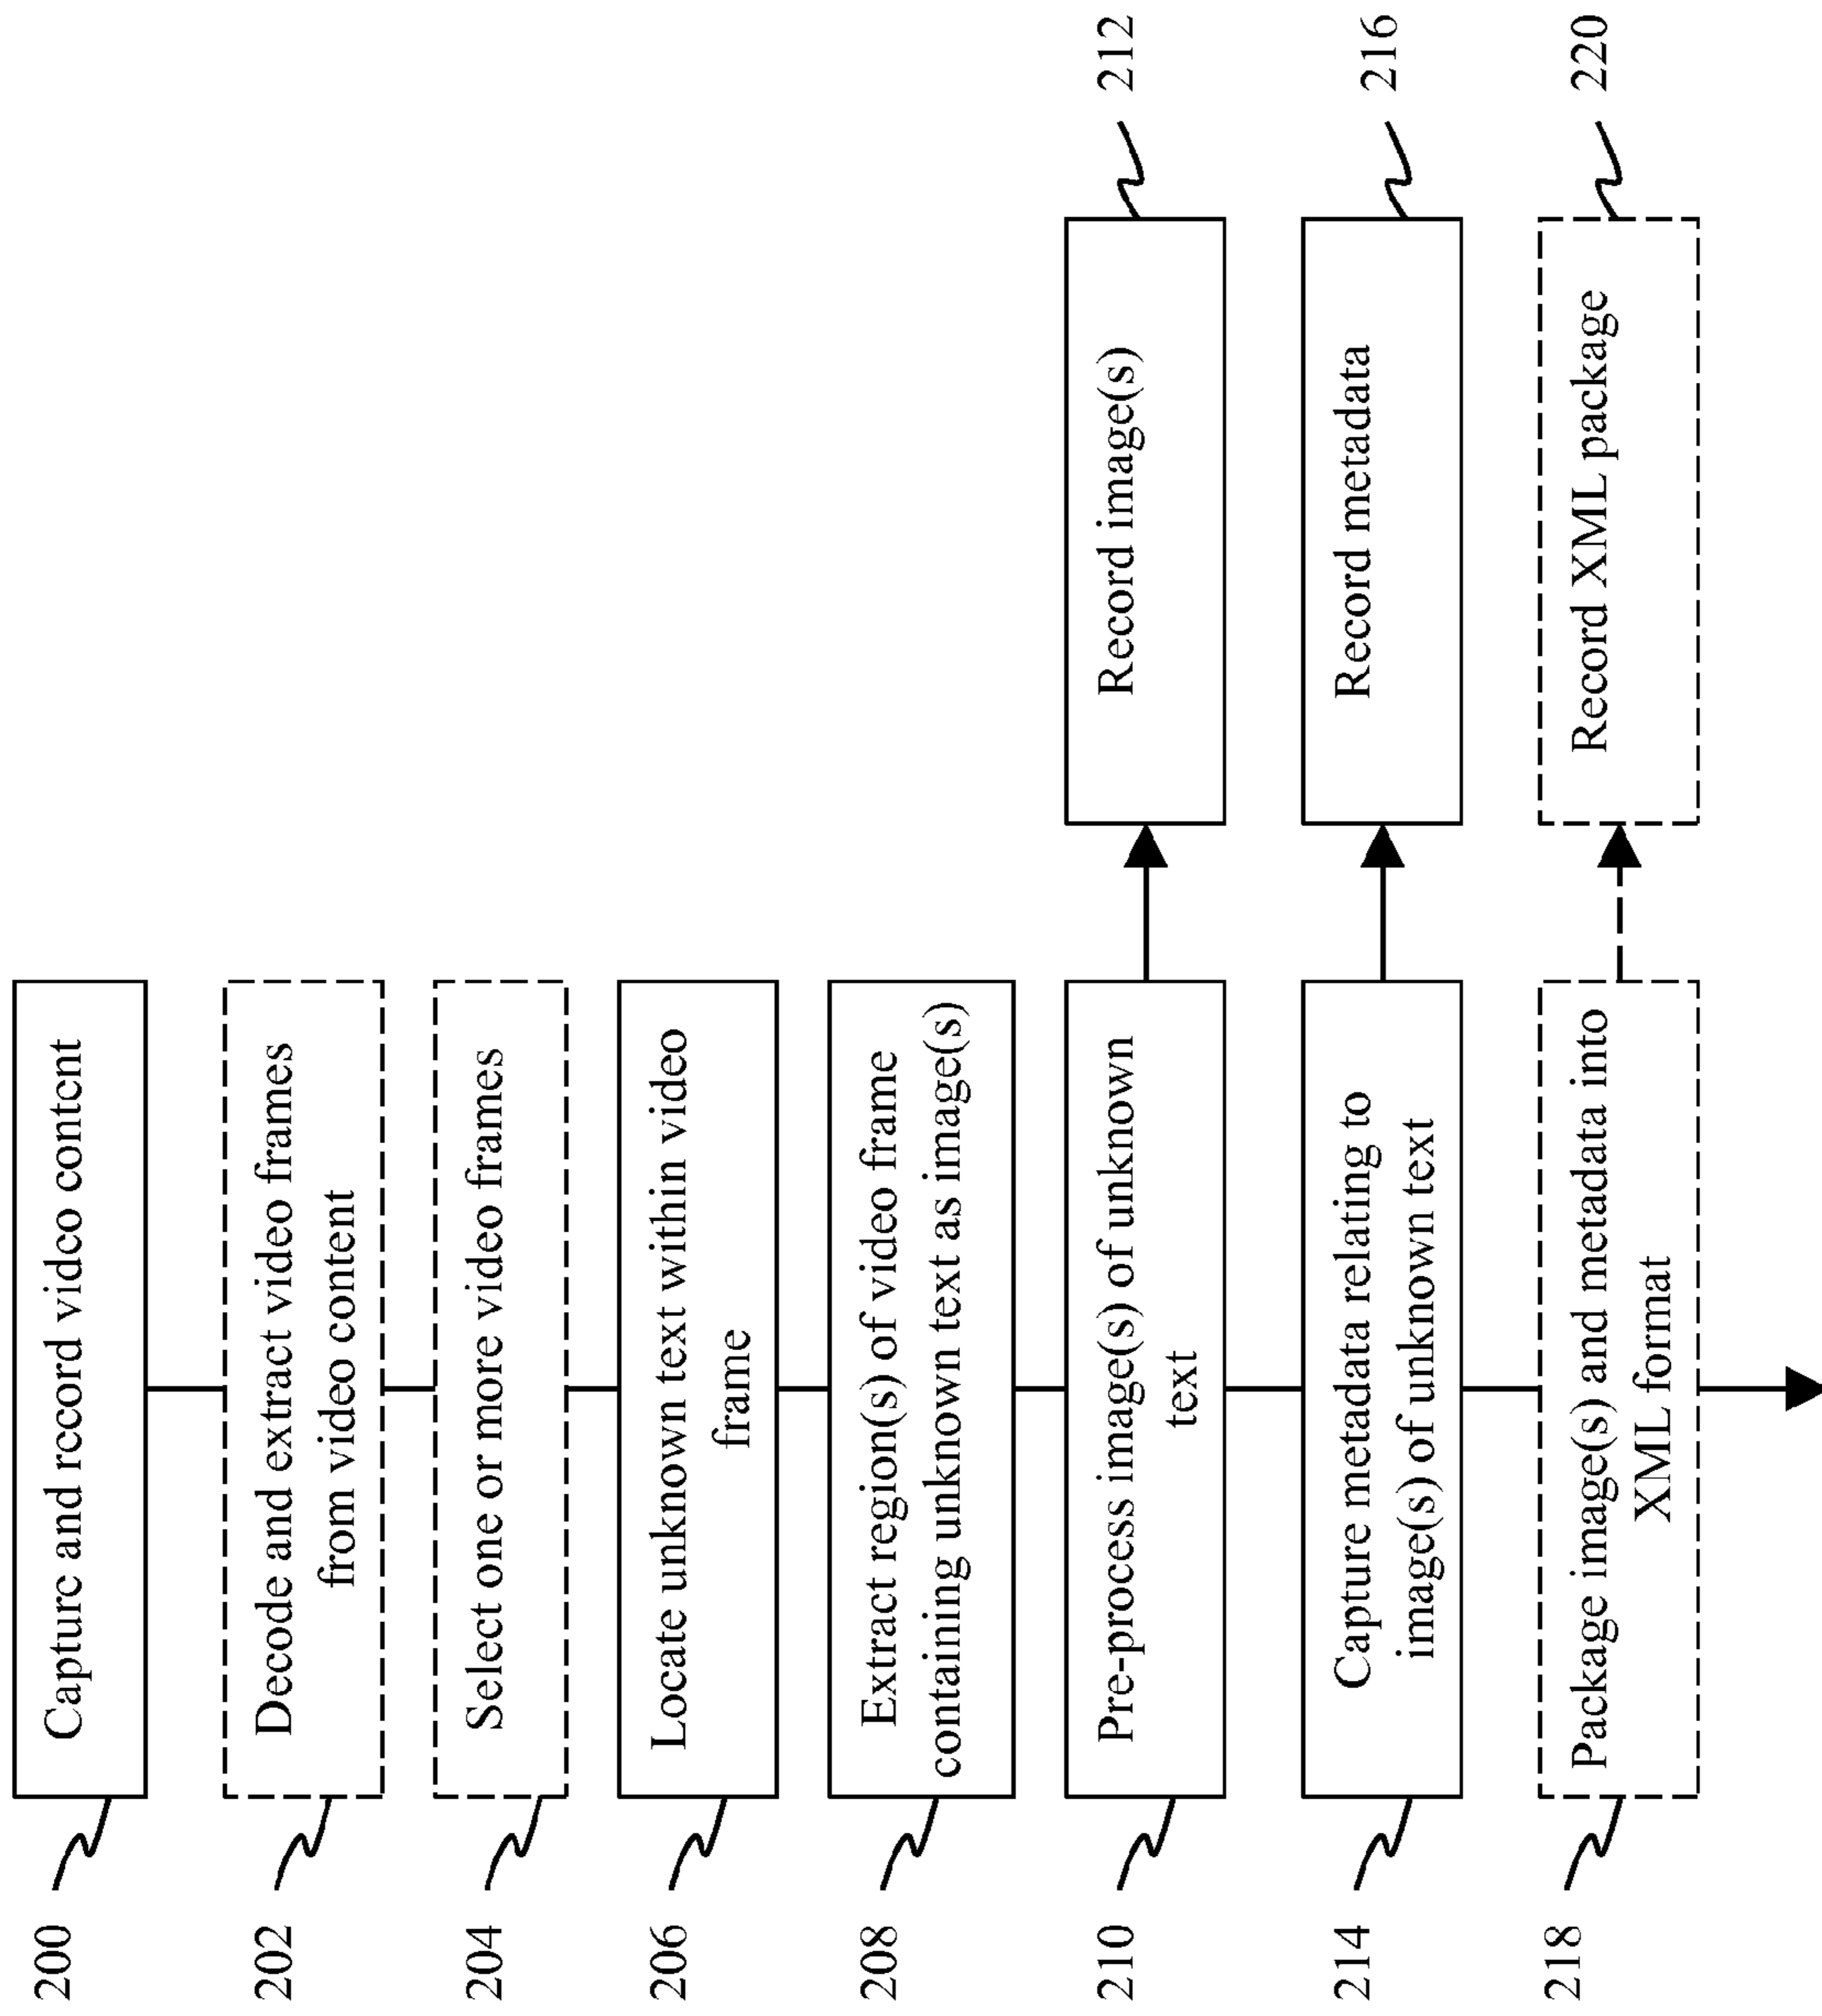 200
Capture and record video content
202
Decode and extract video frames
from video content
204
Select one or more video frames
206
Locate unknown text within video
frame
208
Extract region(s) of video frame
containing unknown text as image(s)
210
Pre-process image(s) of unknown
text
Record image(s)
212
214
Capture metadata relating to
image(s) of unknown text
Record metadata
216
218
Package image(s) and metadata into
XML format
Record XML package
220